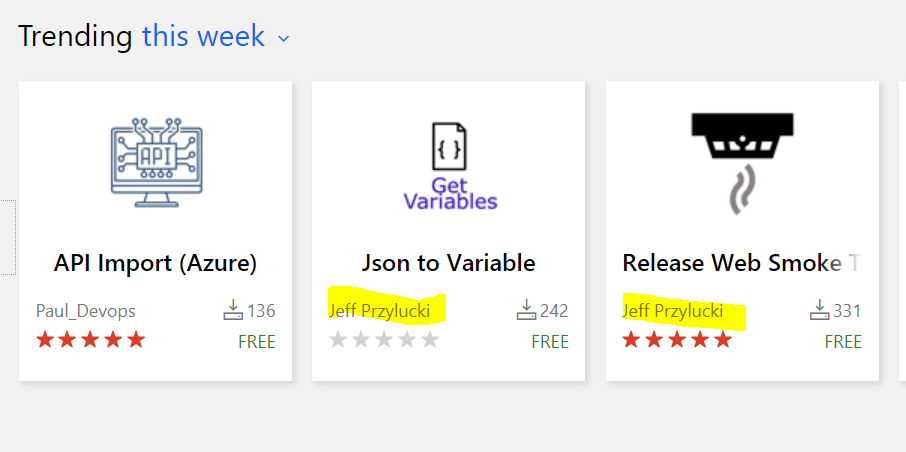 Trending this week
API
{ }
Get
Variables
API Import (Azure)
Json to Variable
Release Web Smoke T
Paul_Devops
136
Jeff Przylucki
242
Jeff Przylucki
331
FREE
FREE
FREE